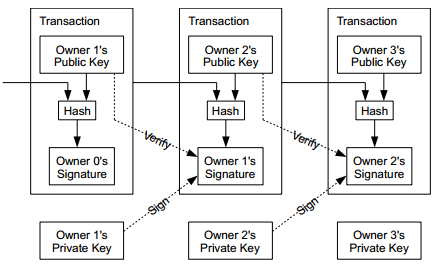 Transaction
Owner 1's
Public Key
Hash
Owner 0's
Signature
Transaction
Owner 2's
Public Key
Hash
Verify
Owner 1's
Signature
Transaction
Owner 3's
Public Key
Hash
Verify
Owner 2's
Signature
Owner 1's
Private Key
Sign
Owner 2's
Private Key
Sign
Owner 3's
Private Key